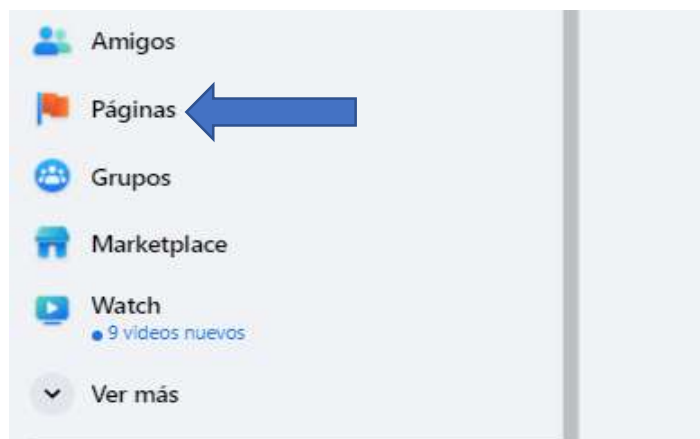 Amigos
Páginas
Grupos
Marketplace
Watch
9 videos nuevos
Ver más